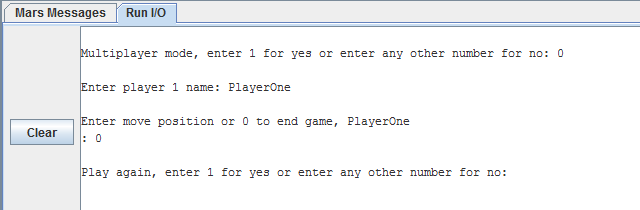 Mars Messages Run I/O
Multiplayer mode, enter 1 for yes or enter any other number for no: 0
Enter player 1 name: PlayerOne
Enter move position or 0 to end game, PlayerOne
: 0
Clear
Play again, enter 1 for yes or enter any other number for no: